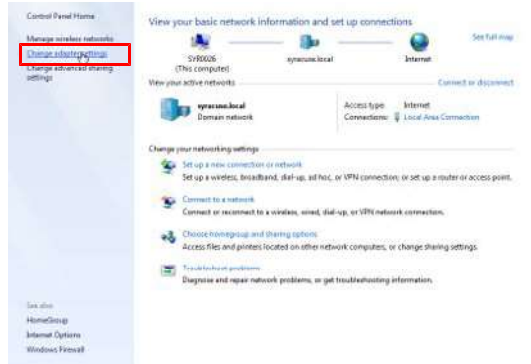 Control Panel Home
Manage wireless networks
Change adapter settings
Change advanced sharing
settings
See also
HomeGroup
Internet Options
Windows Firewall
View your basic network information and set up connections
See full map
SYR0026
(This computer)
syracuse.local
Internet
View your active networks
Connect or disconnect
syracuse.local
Domain network
Access type: Internet
Connections: Local Area Connection
Change your networking settings
Set up a new connection or network
Set up a wireless, broadband, dial-up, ad hoc, or VPN connection; or set up a router or access point.
Connect to a network
Connect or reconnect to a wireless, wired, dial-up, or VPN network connection.
Choose homegroup and sharing options
Access files and printers located on other network computers, or change sharing settings.
Troubleshoot problems
Diagnose and repair network problems, or get troubleshooting information.